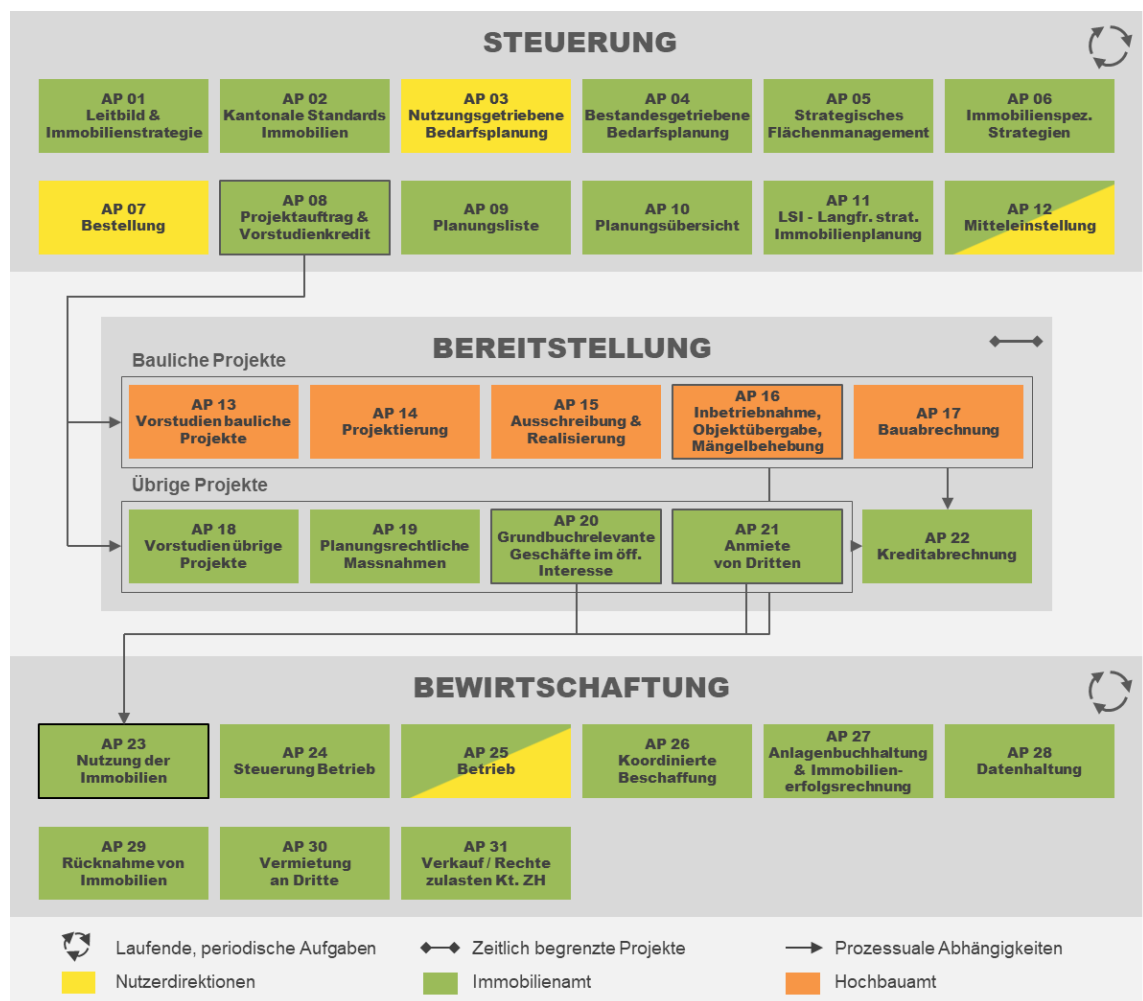 STEUERUNG
AP 01
Leitbild &
Immobilienstrategie
AP 02
Kantonale Standards
Immobilien
AP 03
Nutzungsgetriebene
Bedarfsplanung
AP 04
Bestandesgetriebene
Bedarfsplanung
AP 05
Strategisches
Flächenmanagement
AP 06
Immobilienspez.
Strategien
AP 07
Bestellung
AP 08
Projektauftrag &
Vorstudienkredit
AP 09
Planungsliste
AP 10
Planungsübersicht
AP 11
LSI - Langfr. strat.
Immobilienplanung
AP 12
Mitteleinstellung
BEREITSTELLUNG
Bauliche Projekte
AP 13
Vorstudien bauliche
Projekte
AP 14
Projektierung
AP 15
Ausschreibung &
Realisierung
AP 16
Inbetriebnahme,
Objektübergabe,
Mängelbehebung
AP 17
Bauabrechnung
Übrige Projekte
AP 18
Vorstudien übrige
Projekte
AP 19
Planungsrechtliche
Massnahmen
AP 20
Grundbuchrelevante
Geschäfte im öff.
Interesse
AP 21
Anmiete
von Dritten
AP 22
Kreditabrechnung
BEWIRTSCHAFTUNG
AP 23
Nutzung der
Immobilien
AP 24
Steuerung Betrieb
AP 25
Betrieb
AP 26
Koordinierte
Beschaffung
AP 27
Anlagenbuchhaltung
& Immobilien-
erfolgsrechnung
AP 28
Datenhaltung
AP 29
Rücknahme von
Immobilien
AP 30
Vermietung
an Dritte
AP 31
Verkauf / Rechte
zulasten Kt. ZH
Laufende, periodische Aufgaben
Zeitlich begrenzte Projekte
Prozessuale Abhängigkeiten
Nutzerdirektionen
Immobilienamt
Hochbauamt